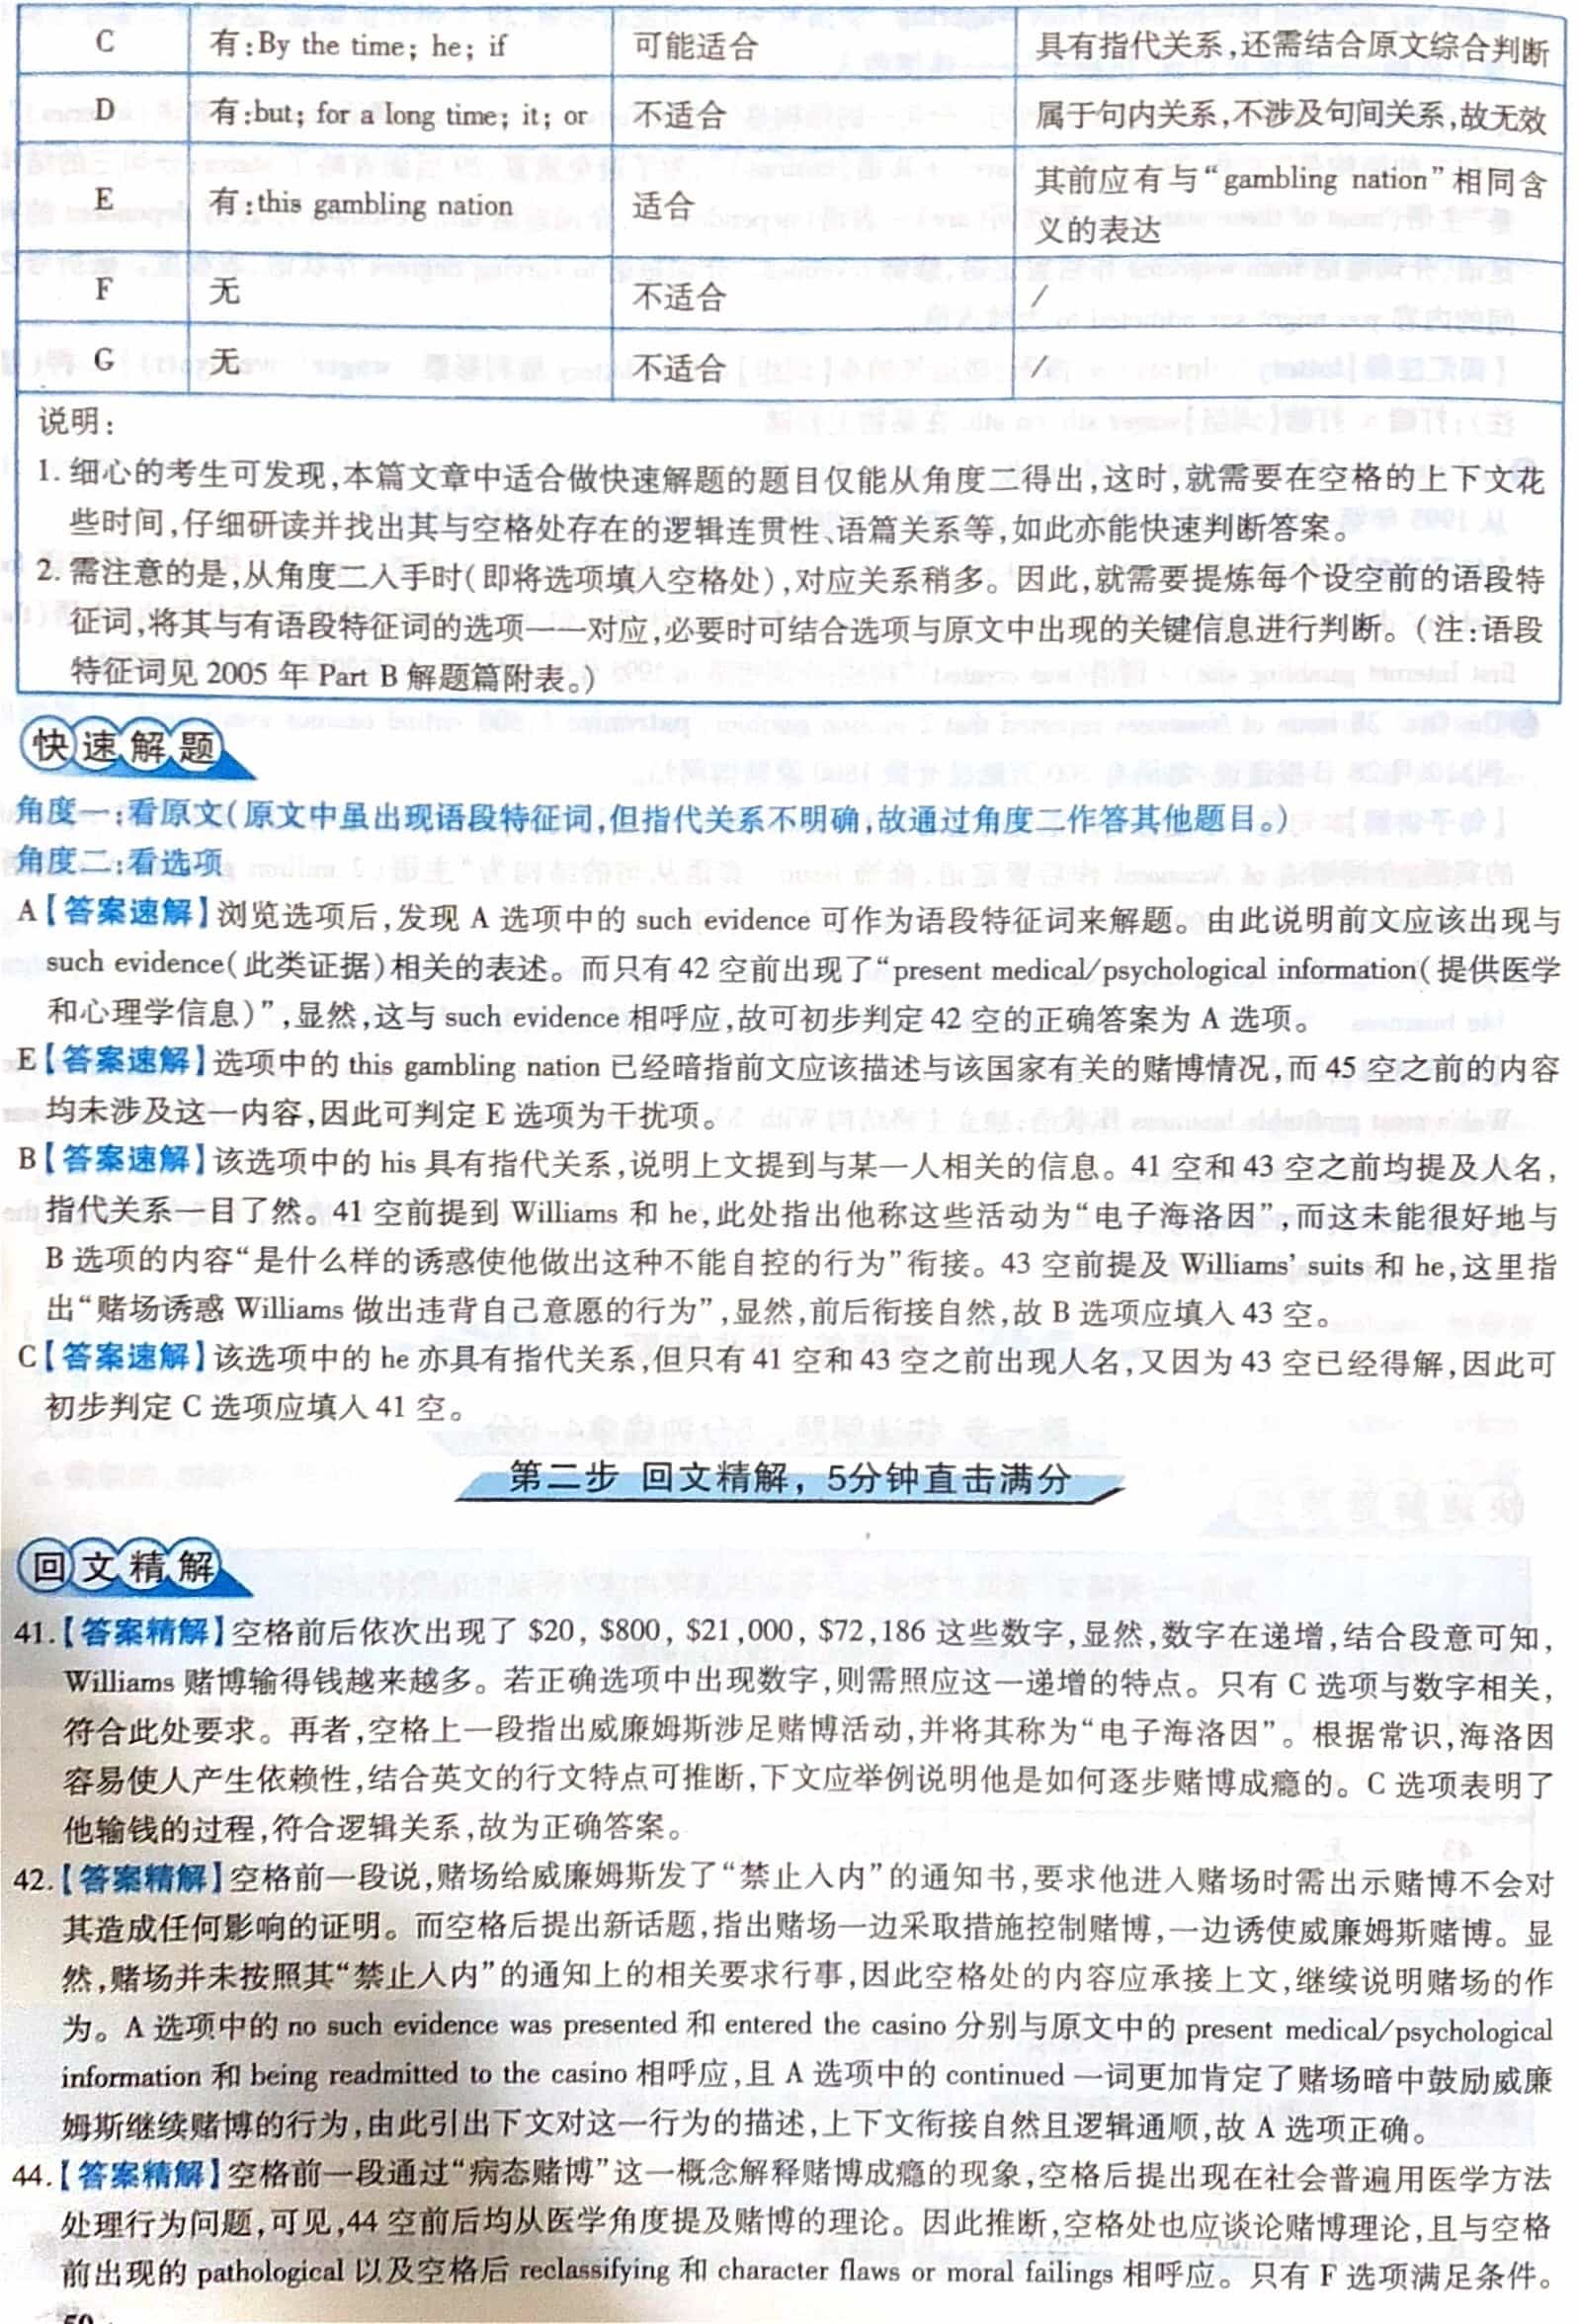 C 有:By the time; he; if 可能适合 具有指代关系,还需结合原文综合判断
D 有:but; for a long time; it; or 不适合 属于句内关系,不涉及句间关系,故无效
E 有:this gambling nation 适合 其前应有与“gambling nation”相同含
义的表达
F 无 不适合 /
G 无 不适合 /
说明:
1. 细心的考生可发现,本篇文章中适合做快速解题的题目仅能从角度二得出,这时,就需要在空格的上下文花
些时间,仔细研读并找出其与空格处存在的逻辑连贯性、语篇关系等,如此亦能快速判断答案。
2. 需注意的是,从角度二入手时(即将选项填入空格处),对应关系稍多。因此,就需要提炼每个设空前的语段特
征词,将其与有语段特征词的选项一一对应,必要时可结合选项与原文中出现的关键信息进行判断。(注:语段
特征词见 2005 年 Part B 解题篇附表。)
快速解题
角度一:看原文(原文中虽出现语段特征词,但指代关系不明确,故通过角度二作答其他题目。)
角度二:看选项
A【答案速解】浏览选项后,发现 A 选项中的 such evidence 可作为语段特征词来解题。由此说明前文应该出现与
such evidence(此类证据)相关的表述。而只有 42 空前出现了“present medical/psychological information(提供医学
和心理学信息)”,显然,这与 such evidence 相呼应,故可初步判定 42 空的正确答案为 A 选项。
E【答案速解】选项中的 this gambling nation 已经暗指前文应该描述与该国家有关的赌博情况,而 45 空之前的内容
均未涉及这一内容,因此可判定 E 选项为干扰项。
B【答案速解】该选项中的 his 具有指代关系,说明上文提到与某一人相关的信息。41 空和 43 空之前均提及人名,
指代关系一目了然。41 空前提到 Williams 和 he,此处指出他称这些活动为“电子海洛因”,而这未能很好地与
B 选项的内容“是什么样的诱惑使他做出这种不能自控的行为”衔接。43 空前提及 Williams' suits 和 he,这里指
出“赌场诱惑 Williams 做出违背自己意愿的行为”,显然,前后衔接自然,故 B 选项应填入 43 空。
C【答案速解】该选项中的 he 亦具有指代关系,但只有 41 空和 43 空之前出现人名,又因为 43 空已经得解,因此可
初步判定 C 选项应填入 41 空。
第二步 回文精解，5分钟直击满分
回文精解
41.【答案精解】空格前后依次出现了 $20, $800, $21,000, $72,186 这些数字,显然,数字在递增,结合段意可知,
Williams 赌博输得钱越来越多。若正确选项中出现数字,则需照应这一递增的特点。只有 C 选项与数字相关,
符合此处要求。再者,空格上一段指出威廉姆斯涉足赌博活动,并将其称为“电子海洛因”。根据常识,海洛因
容易使人产生依赖性,结合英文的行文特点可推断,下文应举例说明他是如何逐步赌博成瘾的。C 选项表明了
他输钱的过程,符合逻辑关系,故为正确答案。
42.【答案精解】空格前一段说,赌场给威廉姆斯发了“禁止入内”的通知书,要求他进入赌场时需出示赌博不会对
其造成任何影响的证明。而空格后提出新话题,指出赌场一边采取措施控制赌博,一边诱使威廉姆斯赌博。显
然,赌场并未按照其“禁止入内”的通知上的相关要求行事,因此空格处的内容应承接上文,继续说明赌场的作
为。A 选项中的 no such evidence was presented 和 entered the casino 分别与原文中的 present medical/psychological
information 和 being readmitted to the casino 相呼应,且 A 选项中的 continued 一词更加肯定了赌场暗中鼓励威廉
姆斯继续赌博的行为,由此引出下文对这一行为的描述,上下文衔接自然且逻辑通顺,故 A 选项正确。
44.【答案精解】空格前一段通过“病态赌博”这一概念解释赌博成瘾的现象,空格后提出现在社会普遍用医学方法
处理行为问题,可见,44 空前后均从医学角度提及赌博的理论。因此推断,空格处也应谈论赌博理论,且与空格
前出现的 pathological 以及空格后 reclassifying 和 character flaws or moral failings 相呼应。只有 F 选项满足条件。